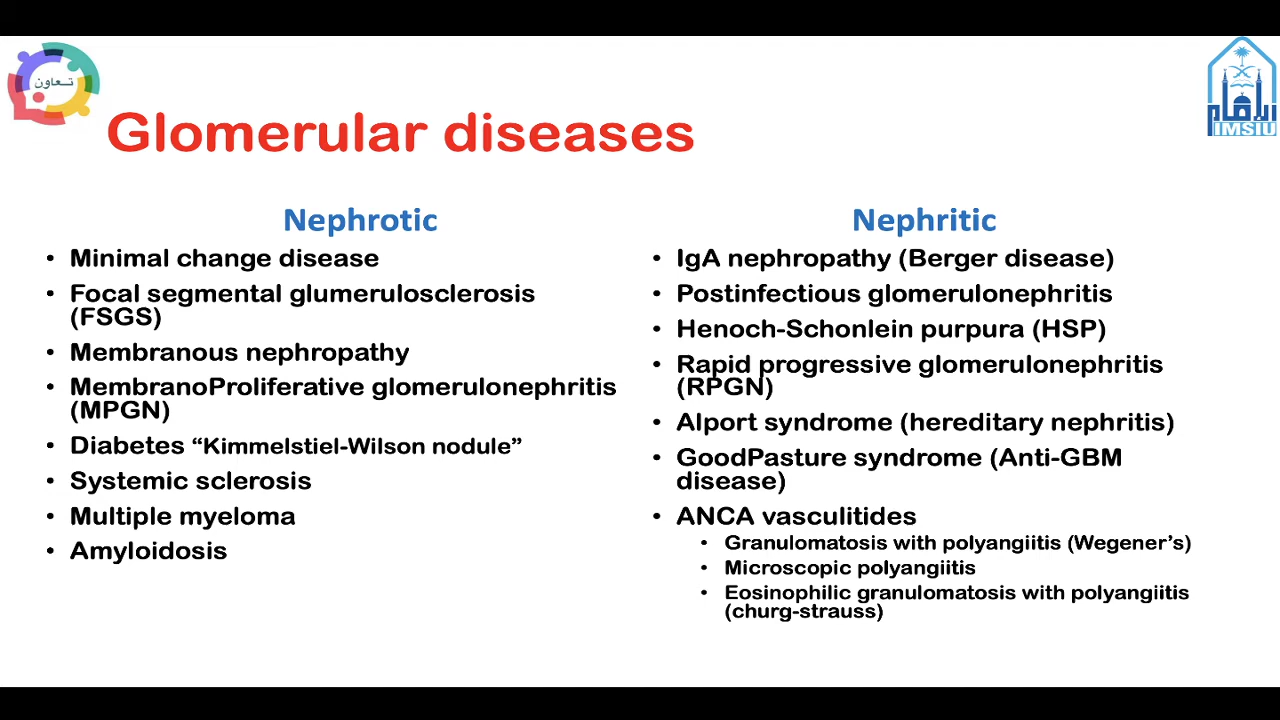 تعاون
الإمام
IMSIU
Glomerular diseases
Nephrotic
• Minimal change disease
• Focal segmental glumerulosclerosis
(FSGS)
• Membranous nephropathy
• MembranoProliferative glomerulonephritis
(MPGN)
• Diabetes “Kimmelstiel-Wilson nodule”
• Systemic sclerosis
• Multiple myeloma
• Amyloidosis
Nephritic
• IgA nephropathy (Berger disease)
• Postinfectious glomerulonephritis
• Henoch-Schonlein purpura (HSP)
• Rapid progressive glomerulonephritis
(RPGN)
• Alport syndrome (hereditary nephritis)
• GoodPasture syndrome (Anti-GBM
disease)
• ANCA vasculitides
• Granulomatosis with polyangiitis (Wegener’s)
• Microscopic polyangiitis
• Eosinophilic granulomatosis with polyangiitis
(churg-strauss)